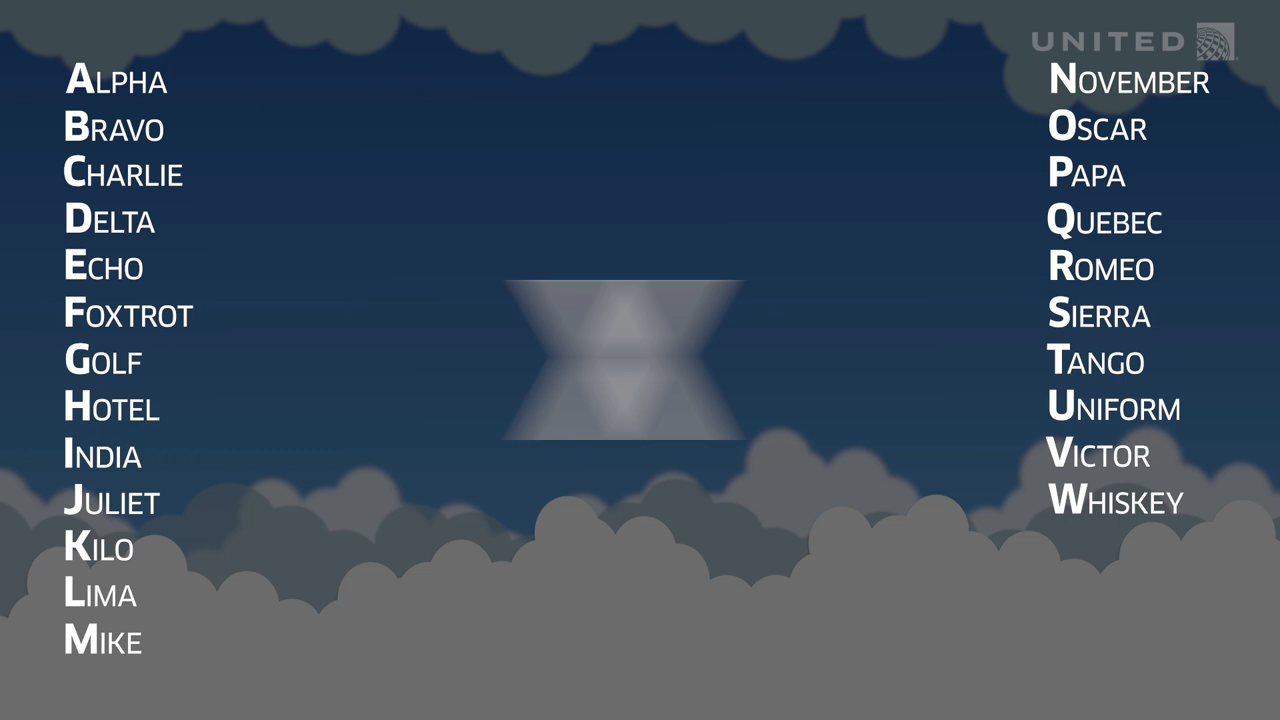 UNITED
ALPHA
BRAVO
CHARLIE
DELTA
ECHO
FOXTROT
GOLF
HOTEL
INDIA
JULIET
KILO
LIMA
MIKE
NOVEMBER
OSCAR
PAPA
QUEBEC
ROMEO
SIERRA
TANGO
UNIFORM
VICTOR
WHISKEY